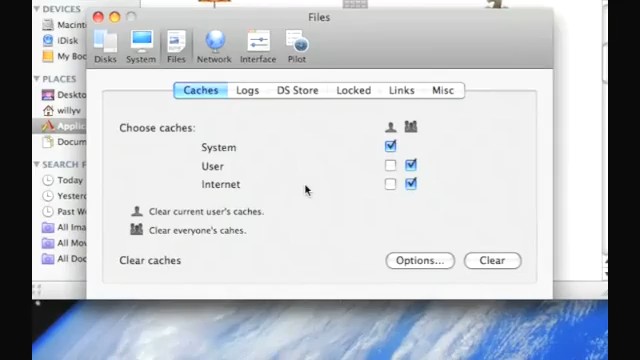 DEVICES
Macint
iDisk
My Boo
PLACES
Deskto
willyv
Applic
Docum
SEARCH F
Today
Yesterc
Past W
All Ima
All Mov
All Doc
Files
Disks
System
Files
Network
Interface
Pilot
Caches
Logs
DS Store
Locked
Links
Misc
Choose caches:
System
User
Internet
Clear current user's caches.
Clear everyone's cahes.
Clear caches
Options...
Clear